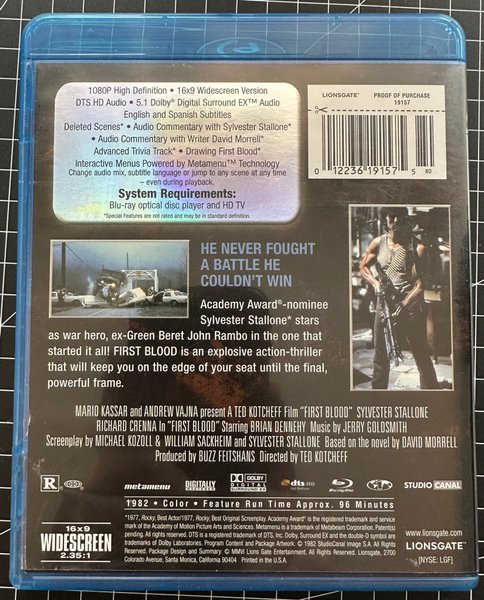 1080P High Definition • 16x9 Widescreen Version
DTS HD Audio • 5.1 Dolby® Digital Surround EX™ Audio
English and Spanish Subtitles
Deleted Scenes* • Audio Commentary with Sylvester Stallone*
• Audio Commentary with Writer David Morrell*
Advanced Trivia Track* • Drawing First Blood*
Interactive Menus Powered by Metamenu™ Technology
Change audio mix, subtitle language or jump to any scene at any time
– even during playback.
System Requirements:
Blu-ray optical disc player and HD TV
*Special Features are not rated and may be in standard definition.
LIONSGATE PROOF OF PURCHASE
19157
0 12236 19157 5 80
HE NEVER FOUGHT
A BATTLE HE
COULDN'T WIN
Academy Award®-nominee
Sylvester Stallone* stars
as war hero, ex-Green Beret John Rambo in the one that
started it all! FIRST BLOOD is an explosive action-thriller
that will keep you on the edge of your seat until the final,
powerful frame.
MARIO KASSAR and ANDREW VAJNA present A TED KOTCHEFF Film "FIRST BLOOD" SYLVESTER STALLONE
RICHARD CRENNA In "FIRST BLOOD" Starring BRIAN DENNEHY Music by JERRY GOLDSMITH
Screenplay by MICHAEL KOZOLL & WILLIAM SACKHEIM and SYLVESTER STALLONE Based on the novel by DAVID MORRELL
Produced by BUZZ FEITSHANS Directed by TED KOTCHEFF
R metamenu DIGITALLY DOLBY DIGITAL SURROUND EX dts-HD Blu-ray Disc STUDIO CANAL
1982 • Color • Feature Run Time Approx. 96 Minutes
16x9
WIDESCREEN
2.35:1
*1977, Rocky, Best Actor/1977, Rocky, Best Original Screenplay. Academy Award® is the registered trademark and service
mark of the Academy of Motion Picture Arts and Sciences. Metamenu is a trademark of Metabeam Corporation. Patent(s)
pending. All rights reserved. DTS is a registered trademark of DTS, Inc. Dolby, Surround EX and the double-D symbol are
trademarks of Dolby Laboratories. Program Content and Package Artwork: © 1982 StudioCanal Image S.A. All Rights
Reserved. Package Design and Summary: © MMVI Lions Gate Entertainment. All Rights Reserved. Lionsgate, 2700
Colorado Avenue, Santa Monica, California 90404 Printed in the U.S.A.
www.lionsgate.com
LIONSGATE
[NYSE: LGF]